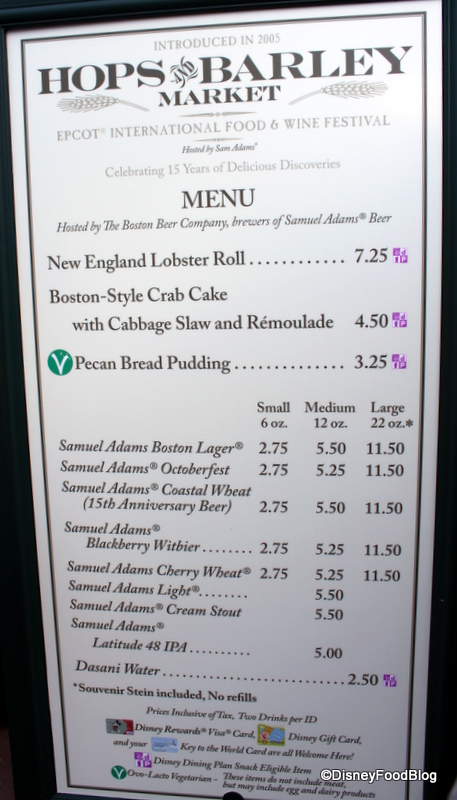 INTRODUCED IN 2005
HOPS AND BARLEY
MARKET
EPCOT® INTERNATIONAL FOOD & WINE FESTIVAL
Hosted by Sam Adams®
Celebrating 15 Years of Delicious Discoveries
MENU
Hosted by The Boston Beer Company, brewers of Samuel Adams® Beer
New England Lobster Roll . . . . . . . . . . . . 7.25
Boston-Style Crab Cake
with Cabbage Slaw and Rémoulade 4.50
V Pecan Bread Pudding . . . . . . . . . . . . . 3.25
Small Medium Large
6 oz. 12 oz. 22 oz.*
Samuel Adams Boston Lager® 2.75 5.50 11.50
Samuel Adams® Octoberfest 2.75 5.25 11.50
Samuel Adams® Coastal Wheat
(15th Anniversary Beer) 2.75 5.50 11.50
Samuel Adams®
Blackberry Witbier . . . . . . . . 2.75 5.25 11.50
Samuel Adams® Cherry Wheat® 2.75 5.25 11.50
Samuel Adams Light® . . . . . . . . 5.50
Samuel Adams® Cream Stout 5.50
Samuel Adams®
Latitude 48 IPA . . . . . . . . . . 5.00
Dasani Water . . . . . . . . . . . . . . . . . . . . . . . . . . . . . . 2.50
*Souvenir Stein included, No refills
Prices Inclusive of Tax, Two Drinks per ID
Disney Rewards® Visa® Card, Disney Gift Card,
and your Key to the World Card are all Welcome Here!
Disney Dining Plan Snack Eligible Item
V Ovo-Lacto Vegetarian - These items do not include meat,
but may include egg and dairy products
©DisneyFoodBlog